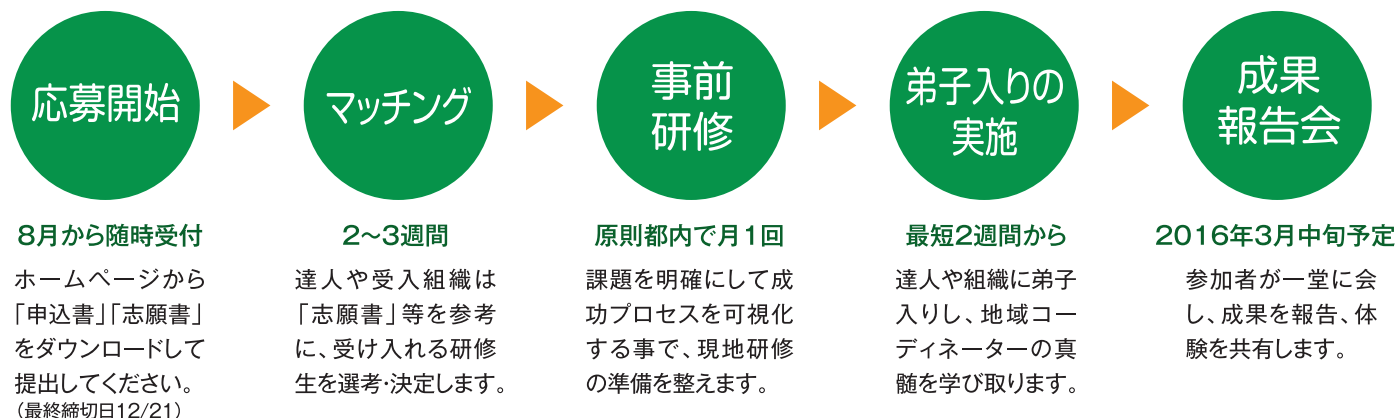 応募開始
8月から随時受付
ホームページから
「申込書」「志願書」
をダウンロードして
提出してください。
（最終締切日12/21）
マッチング
2〜3週間
達人や受入組織は
「志願書」等を参考
に、受け入れる研修
生を選考・決定します。
事前
研修
原則都内で月1回
課題を明確にして成
功プロセスを可視化
する事で、現地研修
の準備を整えます。
弟子入りの
実施
最短2週間から
達人や組織に弟子
入りし、地域コー
ディネーターの真
髄を学び取ります。
成果
報告会
2016年3月中旬予定
参加者が一堂に会
し、成果を報告、体
験を共有します。